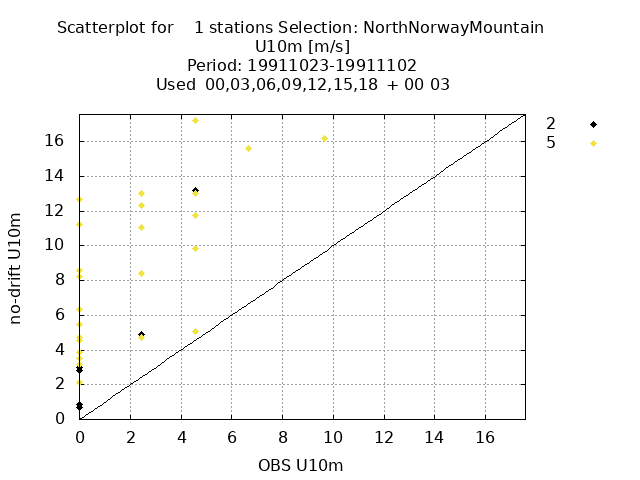 Scatterplot for 1 stations Selection: NorthNorwayMountain
U10m [m/s]
Period: 19911023-19911102
Used 00,03,06,09,12,15,18 + 00 03
2
5
no-drift U10m
16
14
12
10
8
6
4
2
0
0 2 4 6 8 10 12 14 16
OBS U10m